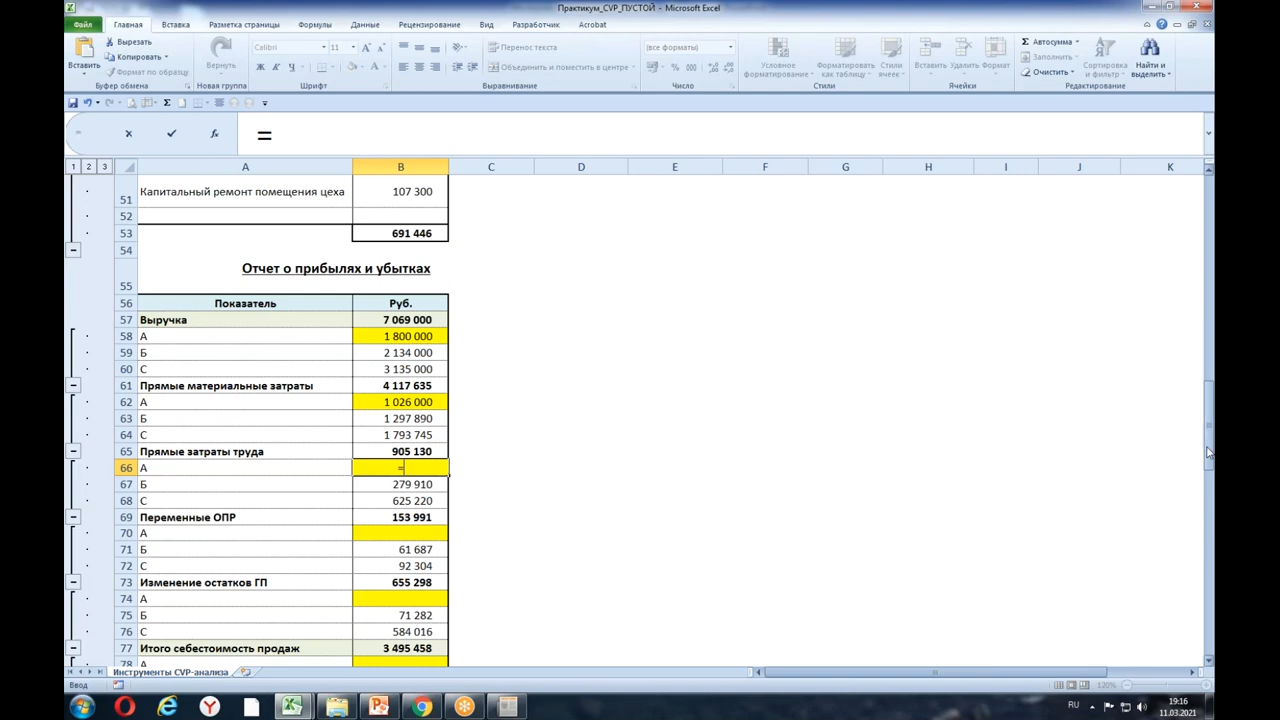 Практикум_CVP_ПУСТОЙ - Microsoft Excel
Файл Главная Вставка Разметка страницы Формулы Данные Рецензирование Вид Разработчик Acrobat
Вставить
Вырезать
Копировать
Формат по образцу
Буфер обмена
Вернуть
Новая группа
Calibri 11
Ж К Ч
Шрифт
Перенос текста
Объединить и поместить в центре
Выравнивание
(все форматы)
Число
Условное форматирование
Форматировать как таблицу
Стили ячеек
Стили
Вставить Удалить Формат
Ячейки
Автосумма
Заполнить
Очистить
Сортировка и фильтр
Найти и выделить
Редактирование
=
1 2 3 A B C D E F G H I J K
51 Капитальный ремонт помещения цеха 107 300
52
53 691 446
54
55 Отчет о прибылях и убытках
56 Показатель Руб.
57 Выручка 7 069 000
58 А 1 800 000
59 Б 2 134 000
60 С 3 135 000
61 Прямые материальные затраты 4 117 635
62 А 1 026 000
63 Б 1 297 890
64 С 1 793 745
65 Прямые затраты труда 905 130
66 А =
67 Б 279 910
68 С 625 220
69 Переменные ОПР 153 991
70 А
71 Б 61 687
72 С 92 304
73 Изменение остатков ГП 655 298
74 А
75 Б 71 282
76 С 584 016
77 Итого себестоимость продаж 3 495 458
78 А
Инструменты CVP-анализа
Ввод 120%
RU 19:16
11.03.2021